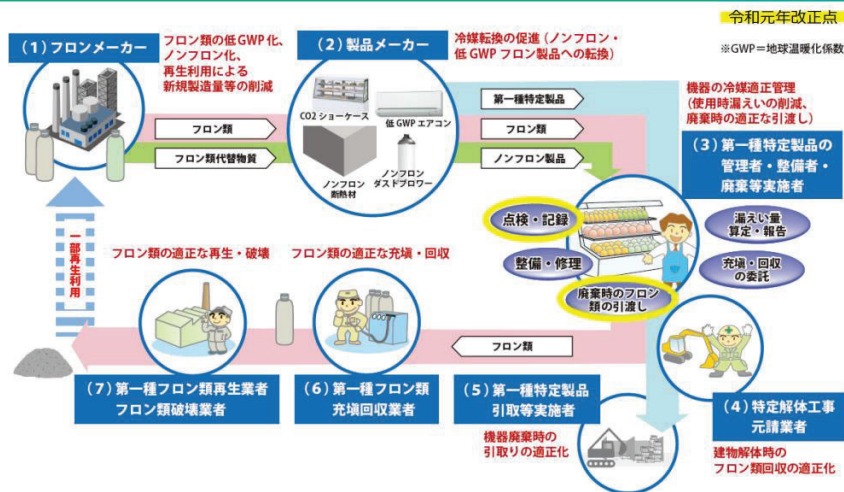 令和元年改正点
※GWP＝地球温暖化係数
(1)フロンメーカー
フロン類の低GWP化、
ノンフロン化、
再生利用による
新規製造量等の削減
(2)製品メーカー
冷媒転換の促進(ノンフロン・
低GWPフロン製品への転換)
CO2ショーケース
低GWPエアコン
ノンフロン
断熱材
ノンフロン
ダストブロワー
フロン類
フロン類代替物質
第一種特定製品
フロン類
ノンフロン製品
機器の冷媒適正管理
(使用時漏えいの削減、
廃棄時の適正な引渡し)
(3)第一種特定製品の
管理者・整備者・
廃棄等実施者
点検・記録
整備・修理
廃棄時のフロン
類の引渡し
漏えい量
算定・報告
充塡・回収
の委託
一部再生利用
フロン類の適正な再生・破壊
フロン類の適正な充塡・回収
フロン類
(7)第一種フロン類再生業者
フロン類破壊業者
(6)第一種フロン類
充塡回収業者
(5)第一種特定製品
引取等実施者
機器廃棄時の
引取りの適正化
(4)特定解体工事
元請業者
建物解体時の
フロン類回収の適正化